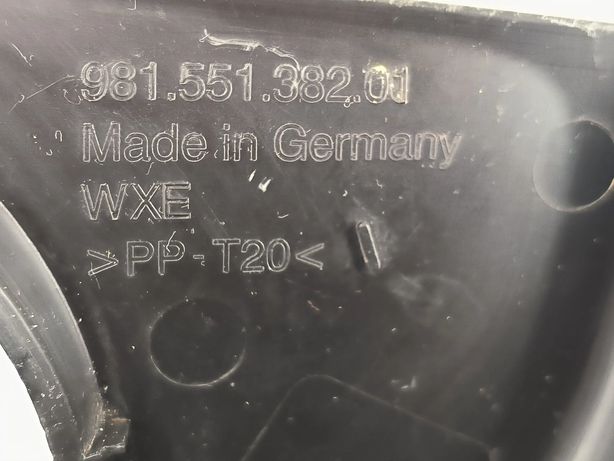 981.551.382.01
Made in Germany
WXE
>PP-T20<